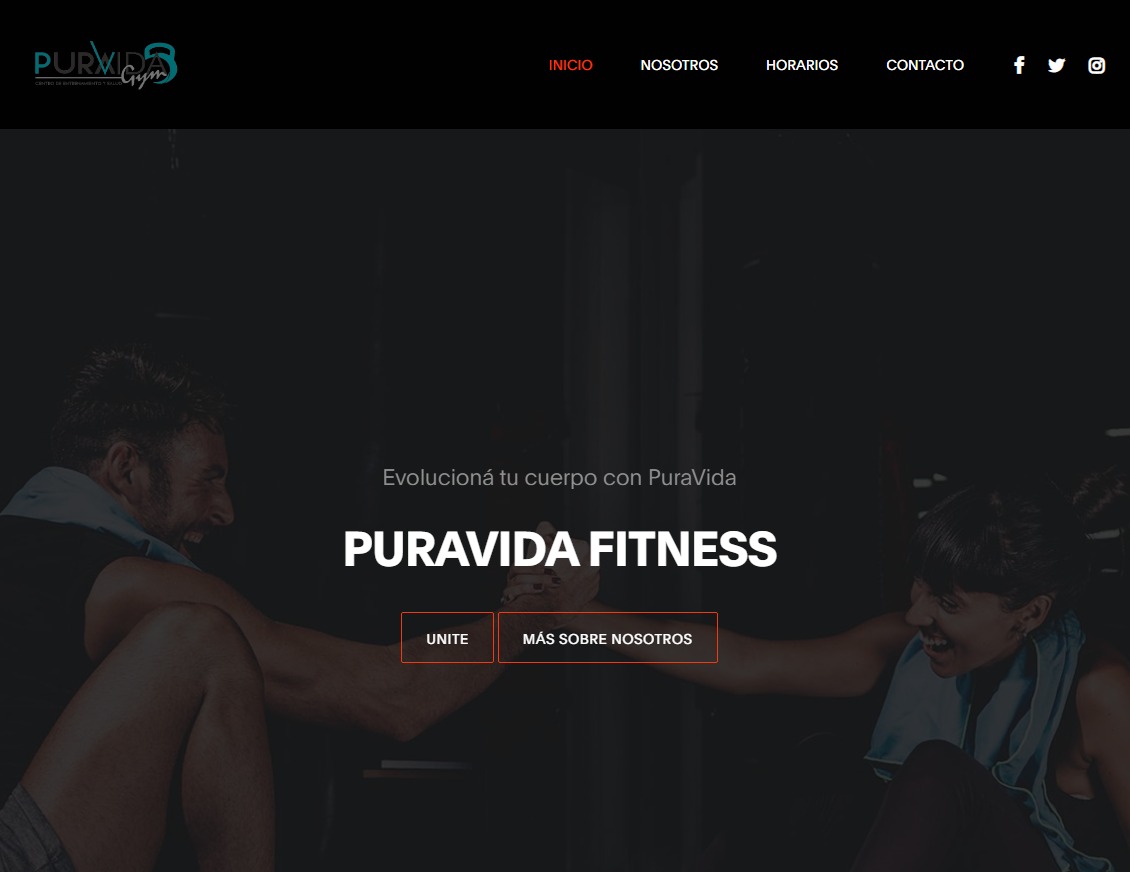 PURAVIDA
Gym
CENTRO DE ENTRENAMIENTO Y SALUD
INICIO
NOSOTROS
HORARIOS
CONTACTO
Evolucioná tu cuerpo con PuraVida
PURAVIDA FITNESS
UNITE
MÁS SOBRE NOSOTROS